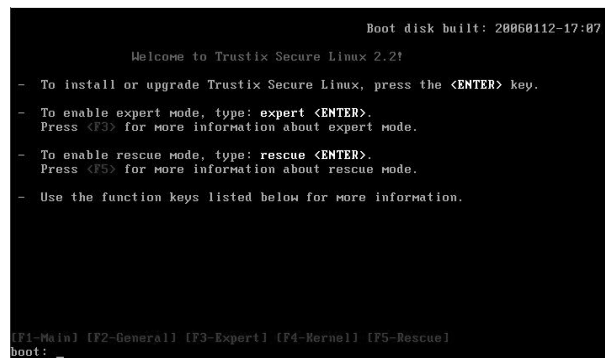 Boot disk built: 20060112-17:07
Welcome to Trustix Secure Linux 2.2!
- To install or upgrade Trustix Secure Linux, press the <ENTER> key.
- To enable expert mode, type: expert <ENTER>.
Press <F3> for more information about expert mode.
- To enable rescue mode, type: rescue <ENTER>.
Press <F5> for more information about rescue mode.
- Use the function keys listed below for more information.
[F1-Main] [F2-General] [F3-Expert] [F4-Kernel] [F5-Rescue]
boot: _